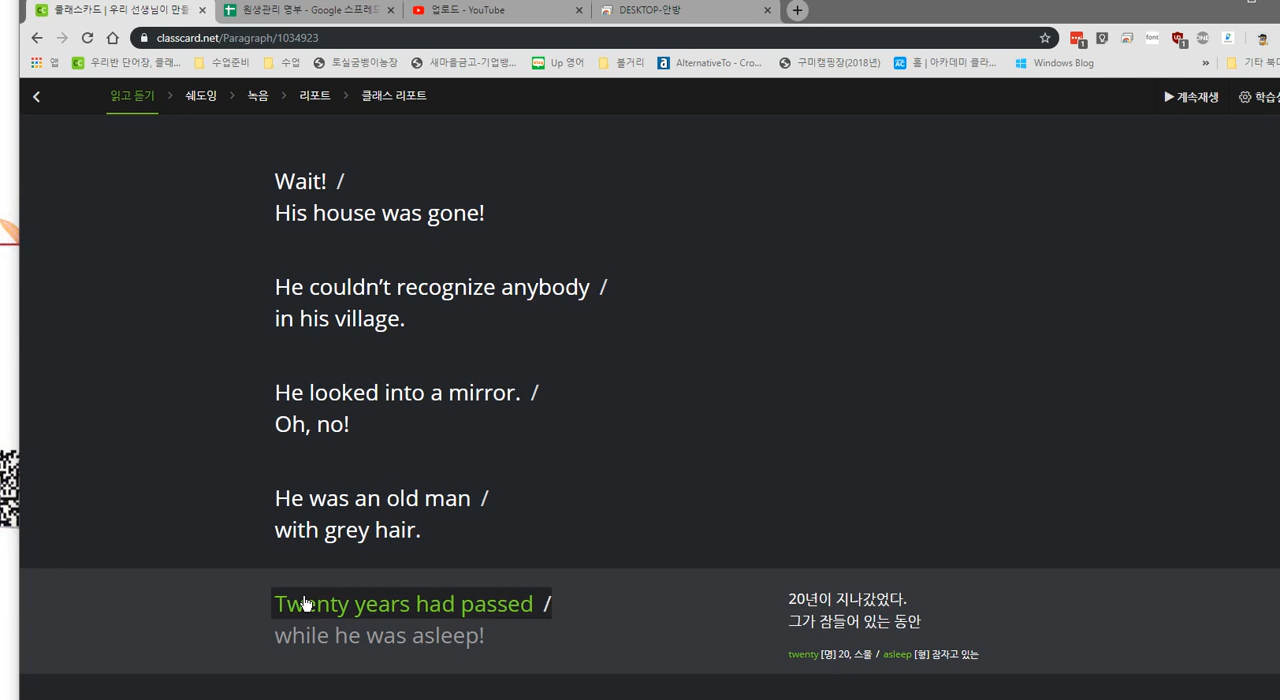 클래스카드 | 우리 선생님이 만들
원생관리 명부 - Google 스프레드
업로드 - YouTube
DESKTOP-안방
classcard.net/Paragraph/1034923
앱
우리반 단어장, 클래...
수업준비
수업
토실굼벵이농장
새마을금고-기업뱅...
Up 영어
볼거리
AlternativeTo - Cro...
구미캠핑장(2018년)
홈 | 아카데미 클라...
Windows Blog
»
기타 북마
읽고 듣기 > 쉐도잉 > 녹음 > 리포트 > 클래스 리포트
계속재생
Wait! /
His house was gone!
He couldn't recognize anybody /
in his village.
He looked into a mirror. /
Oh, no!
He was an old man /
with grey hair.
Twenty years had passed /
while he was asleep!
20년이 지나갔었다.
그가 잠들어 있는 동안
twenty [명] 20, 스물 / asleep [형] 잠자고 있는